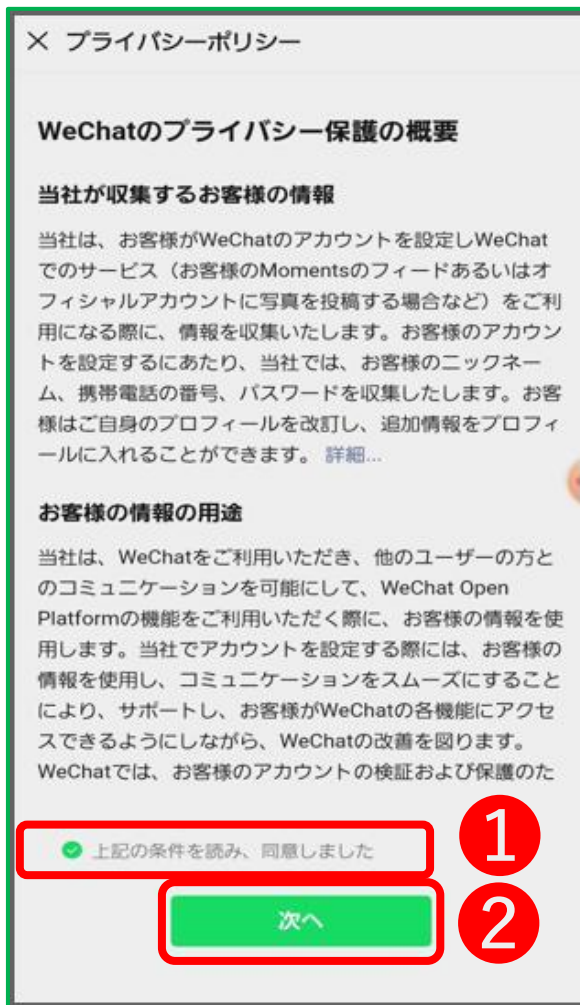 × プライバシーポリシー
WeChatのプライバシー保護の概要
当社が収集するお客様の情報
当社は、お客様がWeChatのアカウントを設定しWeChat
でのサービス（お客様のMomentsのフィードあるいはオ
フィシャルアカウントに写真を投稿する場合など）をご利
用になる際に、情報を収集いたします。お客様のアカウン
トを設定するにあたり、当社では、お客様のニックネー
ム、携帯電話の番号、パスワードを収集したします。お客
様はご自身のプロフィールを改訂し、追加情報をプロフィ
ールに入れることができます。 詳細...
お客様の情報の用途
当社は、WeChatをご利用いただき、他のユーザーの方と
のコミュニケーションを可能にして、WeChat Open
Platformの機能をご利用いただく際に、お客様の情報を使
用します。当社でアカウントを設定する際には、お客様の
情報を使用し、コミュニケーションをスムーズにすること
により、サポートし、お客様がWeChatの各機能にアクセ
スできるようにしながら、WeChatの改善を図ります。
WeChatでは、お客様のアカウントの検証および保護のた
上記の条件を読み、同意しました
1
次へ
2